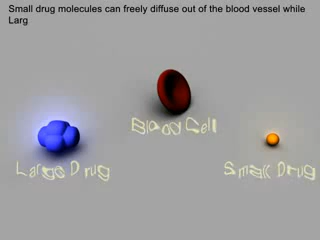 Small drug molecules can freely diffuse out of the blood vessel while
Larg
Blood Cell
Large Drug
Small Drug